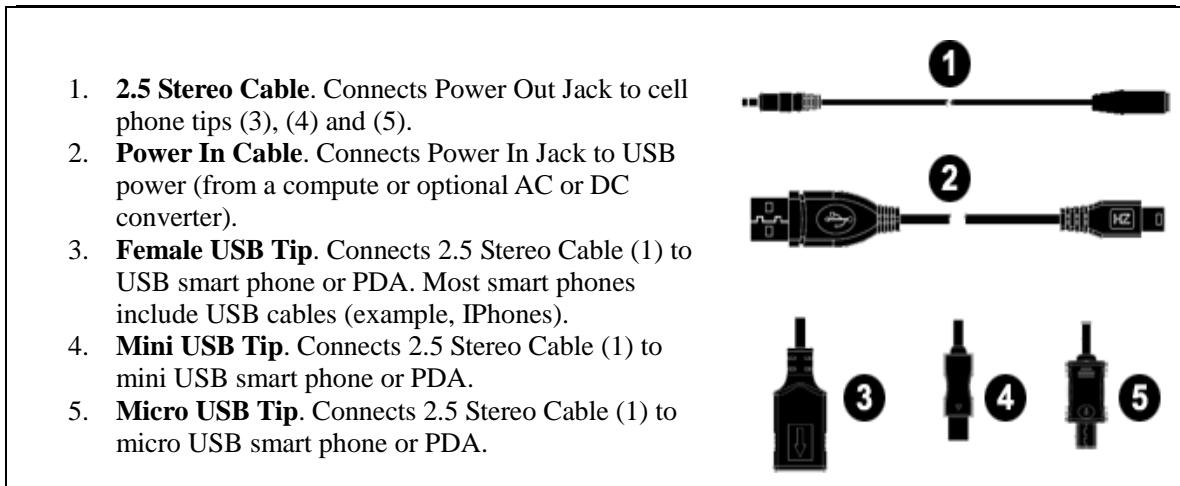 1. 2.5 Stereo Cable. Connects Power Out Jack to cell
phone tips (3), (4) and (5).
2. Power In Cable. Connects Power In Jack to USB
power (from a compute or optional AC or DC
converter).
3. Female USB Tip. Connects 2.5 Stereo Cable (1) to
USB smart phone or PDA. Most smart phones
include USB cables (example, IPhones).
4. Mini USB Tip. Connects 2.5 Stereo Cable (1) to
mini USB smart phone or PDA.
5. Micro USB Tip. Connects 2.5 Stereo Cable (1) to
micro USB smart phone or PDA.
1
2
HZ
3
4
5